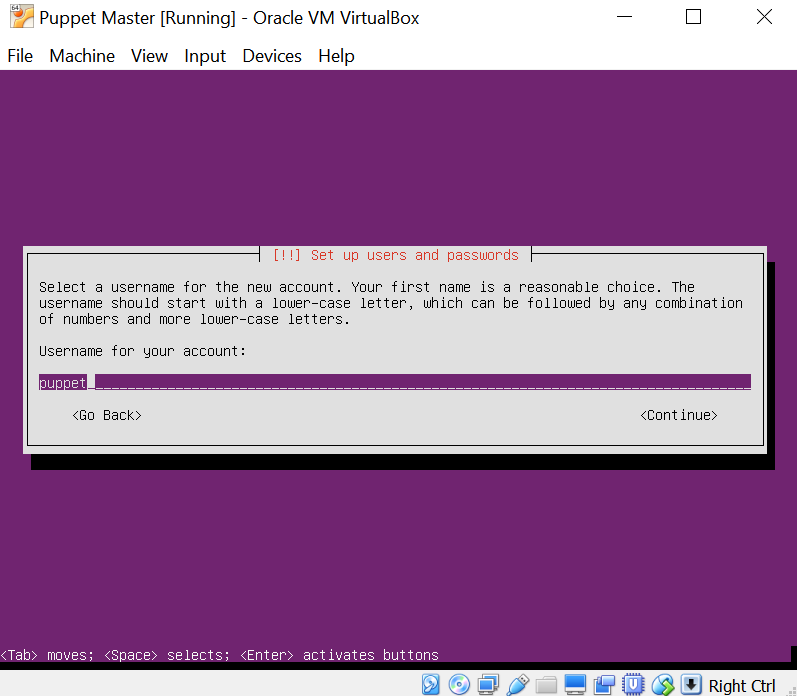 64
Puppet Master [Running] - Oracle VM VirtualBox
File Machine View Input Devices Help
[!!] Set up users and passwords
Select a username for the new account. Your first name is a reasonable choice. The
username should start with a lower-case letter, which can be followed by any combination
of numbers and more lower-case letters.
Username for your account:
puppet
<Go Back> <Continue>
<Tab> moves; <Space> selects; <Enter> activates buttons
Right Ctrl